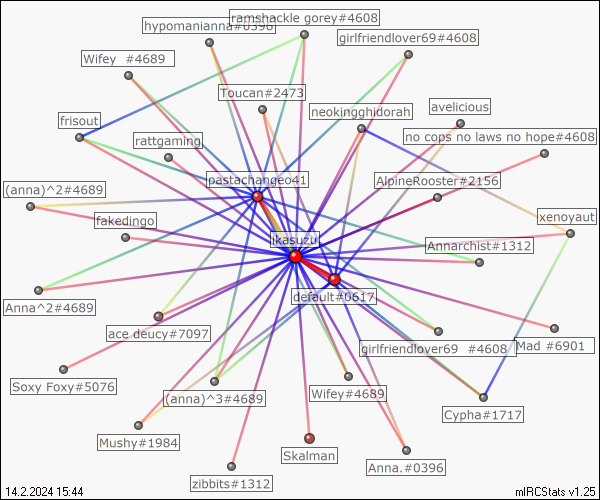 hypomanianna#0396
ramshackle gorey#4608
girlfriendlover69#4608
Wifey #4689
Toucan#2473
neokingghidorah
avelicious
frisout
rattgaming
no cops no laws no hope#4608
pastachangeo41
AlpineRooster#2156
(anna)^2#4689
fakedingo
xenoyaut
ikasuzu
Annarchist#1312
default#0617
Anna^2#4689
ace deucy#7097
girlfriendlover69 #4608
Mad #6901
Soxy Foxy#5076
(anna)^3#4689
Wifey#4689
Cypha#1717
Mushy#1984
Skalman
Anna.#0396
zibbits#1312
14.2.2024 15:44
mIRCStats v1.25